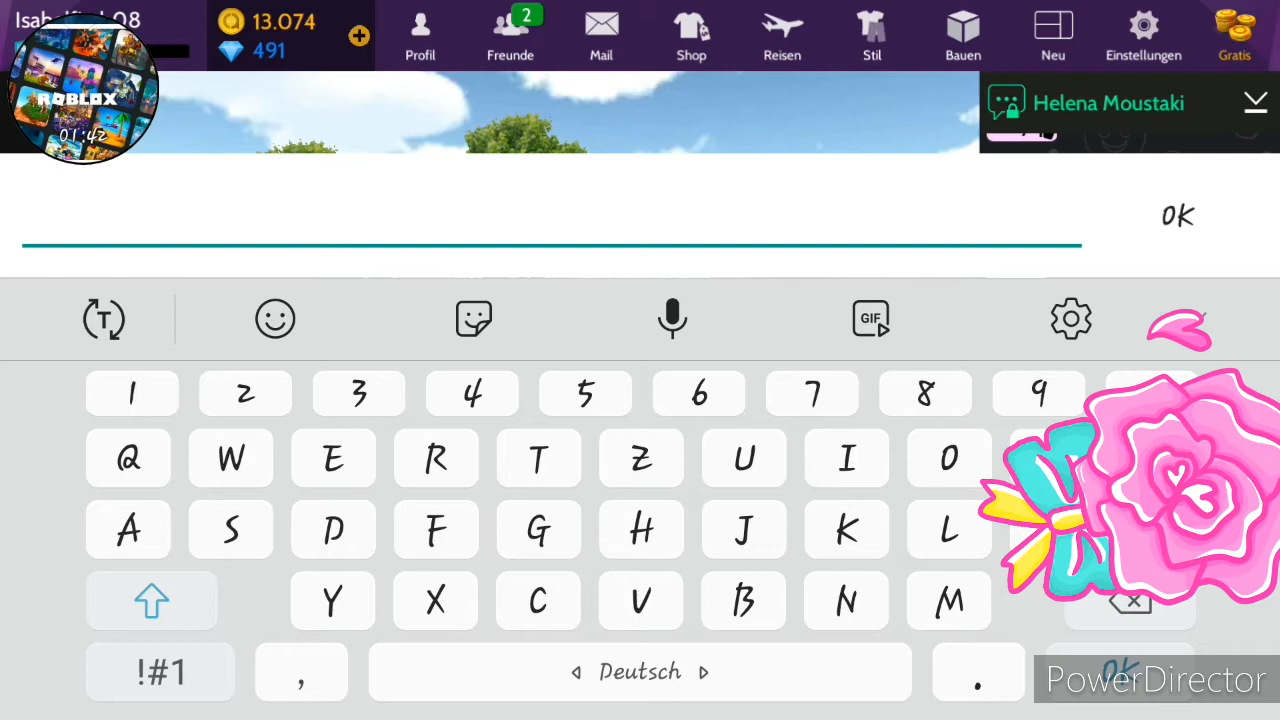 13.074
491
2
Profil
Freunde
Mail
Shop
Reisen
Stil
Bauen
Neu
Einstellungen
Gratis
ROBLOX
01:42
Helena Moustaki
OK
T
GIF
1 2 3 4 5 6 7 8 9
Q W E R T Z U I O
A S D F G H J K L
Y X C V B N M
!#1 , Deutsch . OK
PowerDirector